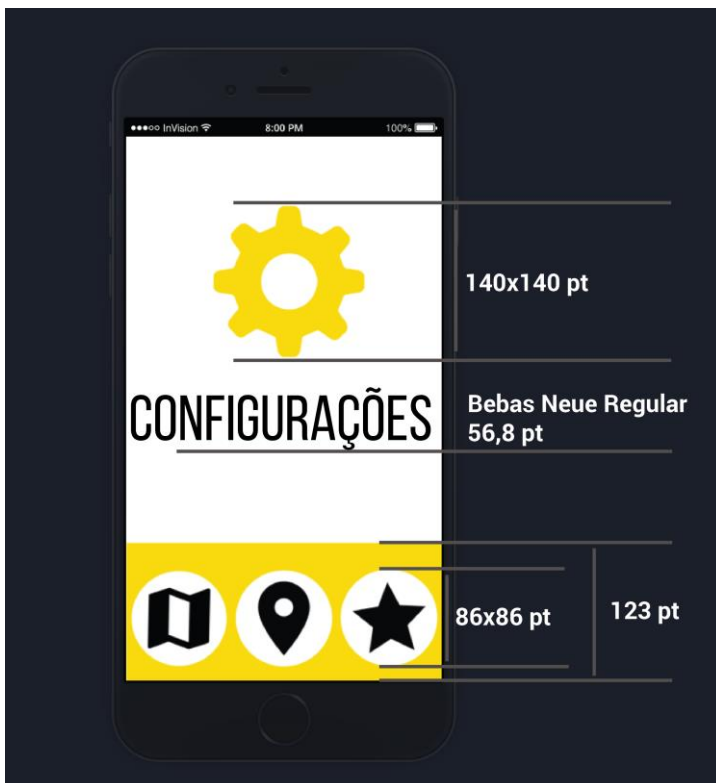 InVision 8:00 PM 100%
140x140 pt
CONFIGURAÇÕES
Bebas Neue Regular
56,8 pt
86x86 pt
123 pt